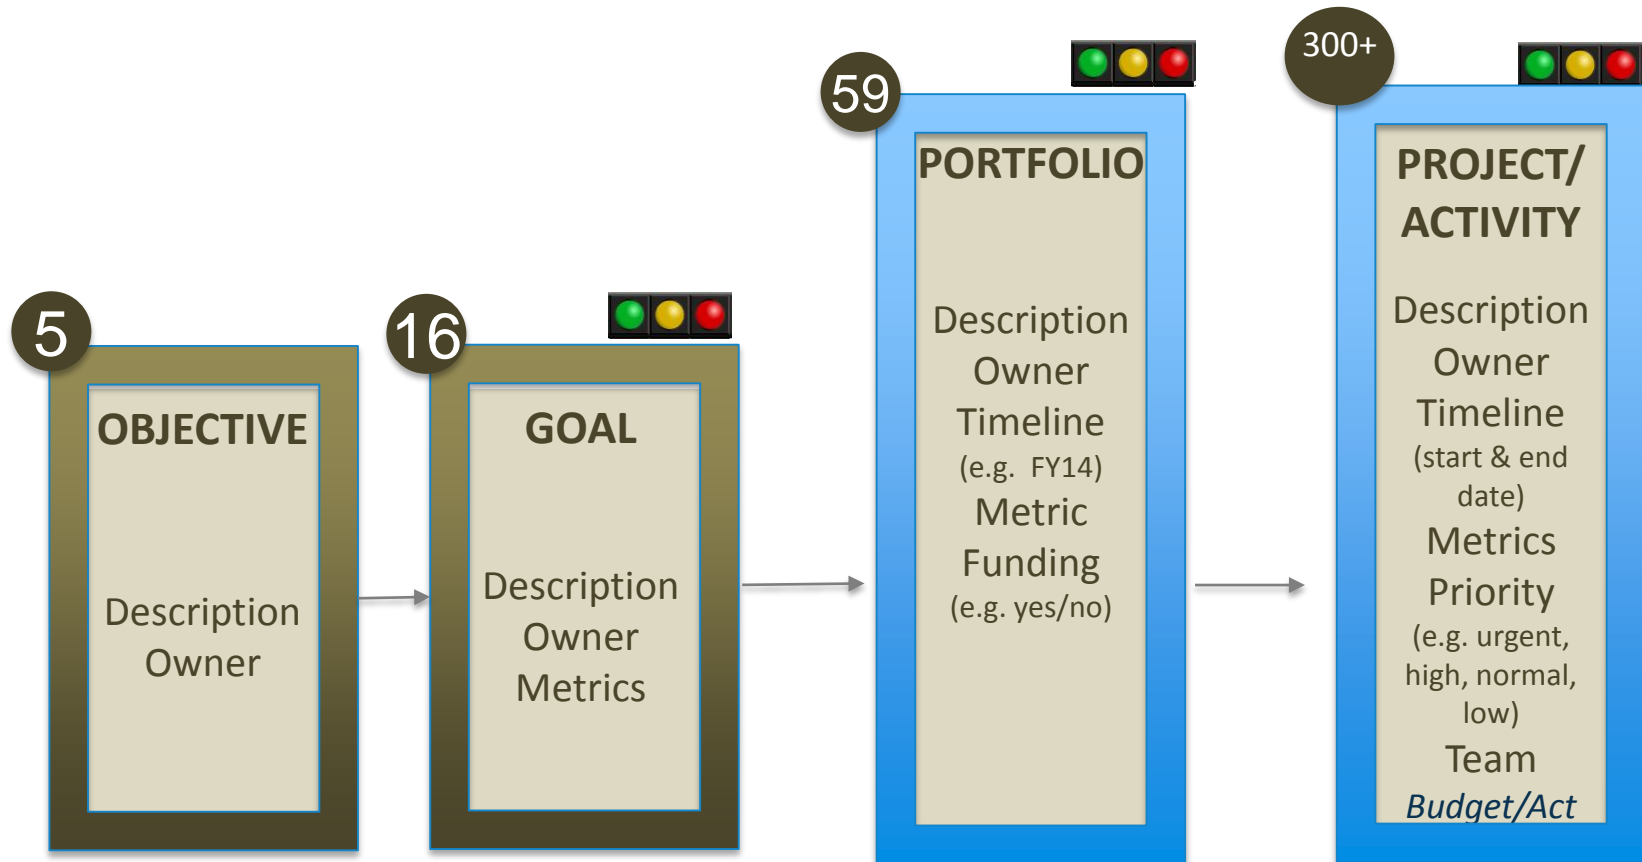 5
OBJECTIVE
Description
Owner
16
GOAL
Description
Owner
Metrics
59
PORTFOLIO
Description
Owner
Timeline
(e.g.  FY14)
Metric
Funding
(e.g. yes/no)
300+
PROJECT/
ACTIVITY
Description
Owner
Timeline
(start & end
date)
Metrics
Priority
(e.g. urgent,
high, normal,
low)
Team
Budget/Act